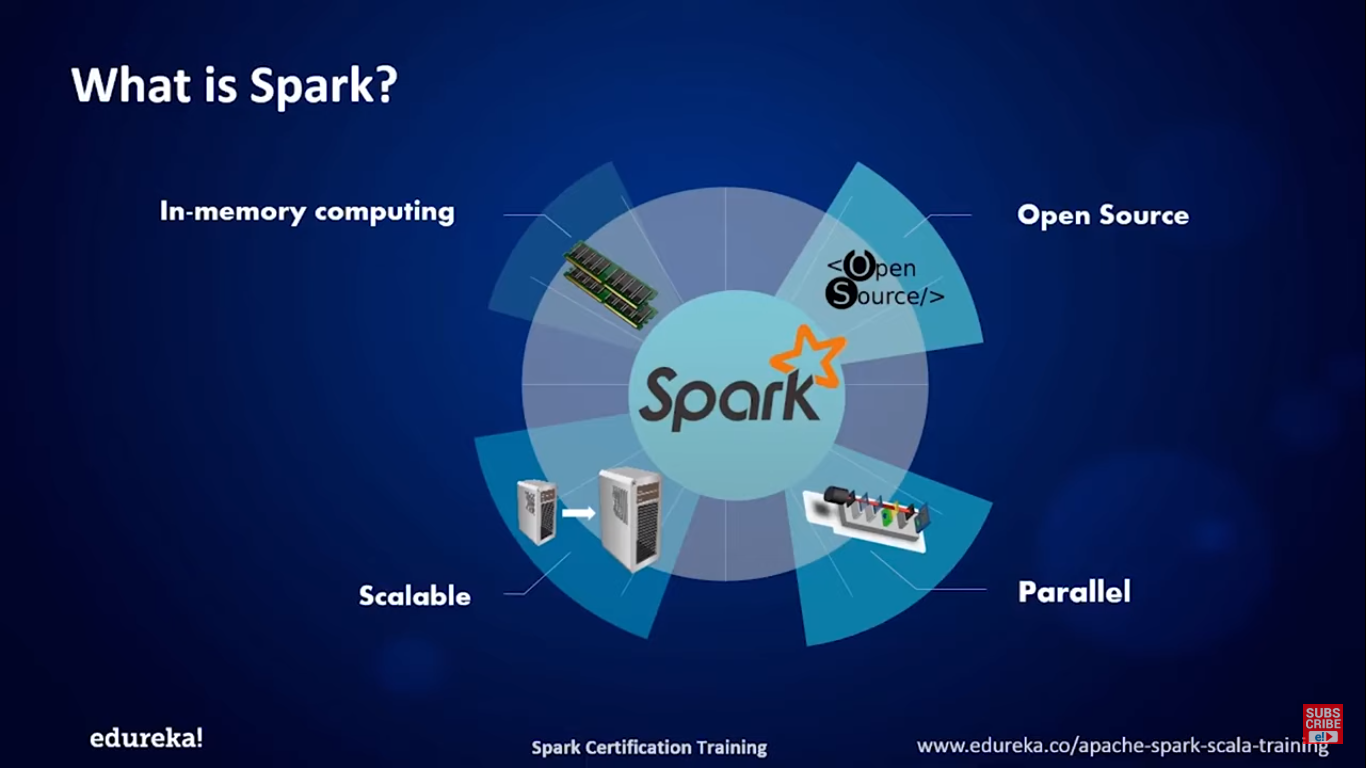 What is Spark?
In-memory computing
Open Source
<Open
Source/>
Spark
Scalable
Parallel
edureka!
Spark Certification Training
www.edureka.co/apache-spark-scala-training
SUBS
CRIBE
e!